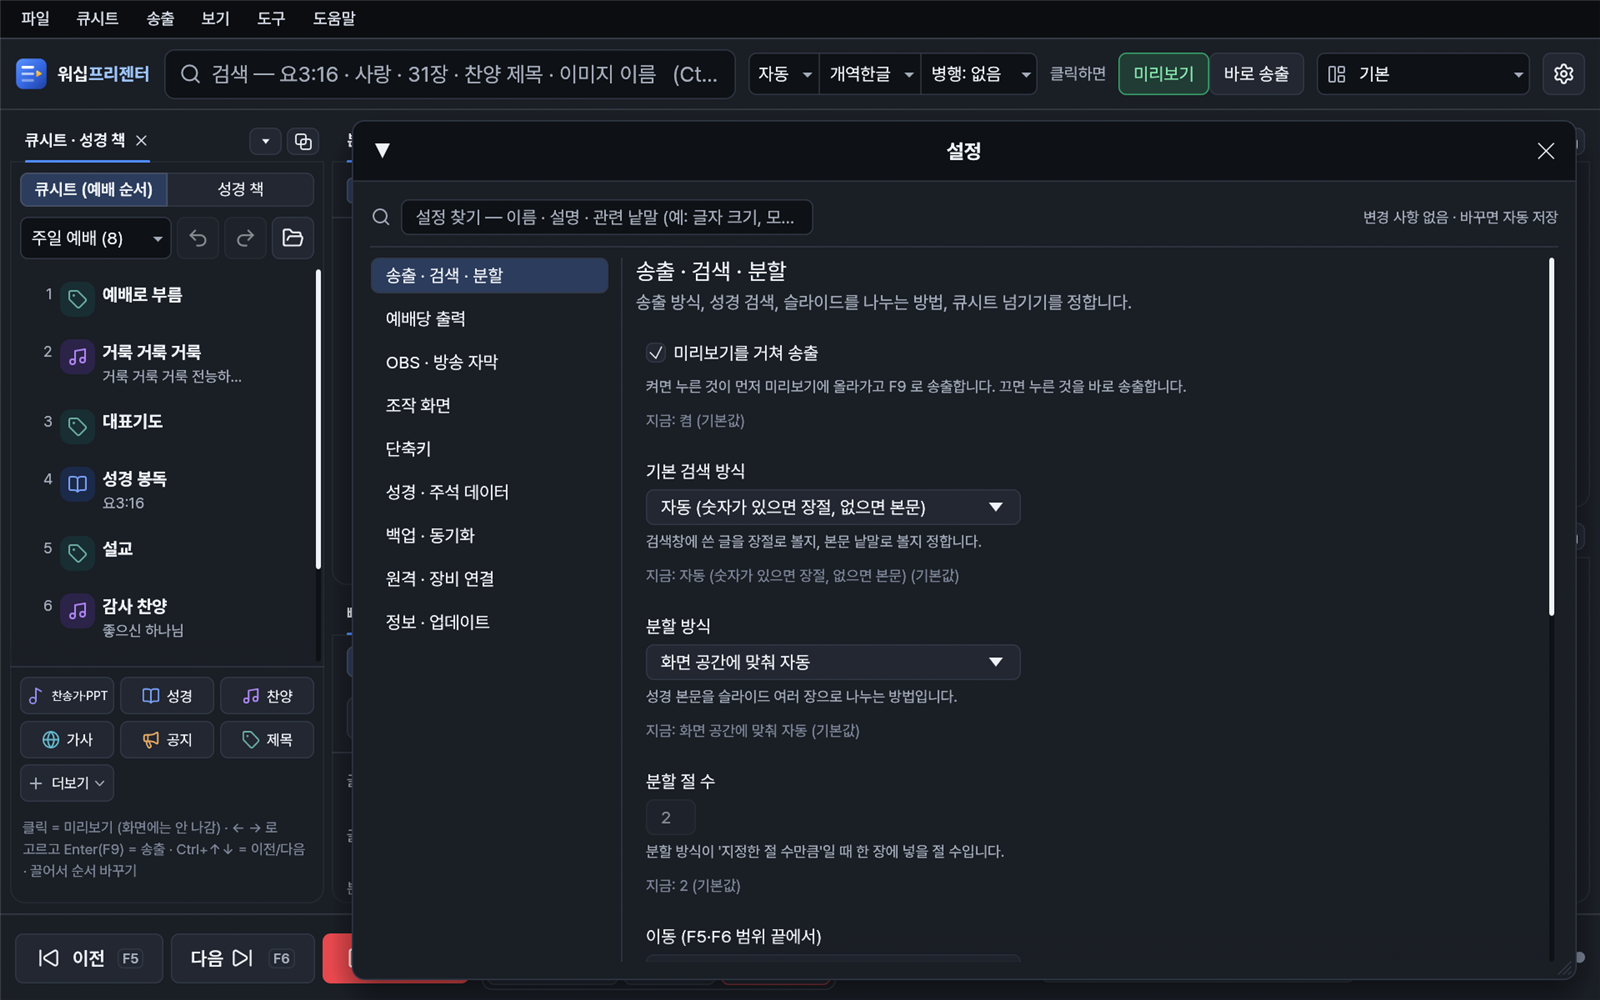 파일 큐시트 송출 보기 도구 도움말
워십프리젠터
검색 — 요3:16 · 사랑 · 31장 · 찬양 제목 · 이미지 이름 (Ct...
자동 개역한글 병행: 없음 클릭하면 미리보기 바로 송출 기본
큐시트 · 성경 책
큐시트 (예배 순서) 성경 책
주일 예배 (8)
1 예배로 부름
2 거룩 거룩 거룩
거룩 거룩 거룩 전능하...
3 대표기도
4 성경 봉독
요3:16
5 설교
6 감사 찬양
좋으신 하나님
찬송가·PPT 성경 찬양
가사 공지 제목
더보기
클릭 = 미리보기 (화면에는 안 나감) · ← → 로
고르고 Enter(F9) = 송출 · Ctrl+↑↓ = 이전/다음
· 끌어서 순서 바꾸기
이전 F5 다음 F6
설정
설정 찾기 — 이름 · 설명 · 관련 낱말 (예: 글자 크기, 모...
변경 사항 없음 · 바꾸면 자동 저장
송출 · 검색 · 분할
예배당 출력
OBS · 방송 자막
조작 화면
단축키
성경 · 주석 데이터
백업 · 동기화
원격 · 장비 연결
정보 · 업데이트
송출 · 검색 · 분할
송출 방식, 성경 검색, 슬라이드를 나누는 방법, 큐시트 넘기기를 정합니다.
미리보기를 거쳐 송출
켜면 누른 것이 먼저 미리보기에 올라가고 F9 로 송출합니다. 끄면 누른 것을 바로 송출합니다.
지금: 켬 (기본값)
기본 검색 방식
자동 (숫자가 있으면 장절, 없으면 본문)
검색창에 쓴 글을 장절로 볼지, 본문 낱말로 볼지 정합니다.
지금: 자동 (숫자가 있으면 장절, 없으면 본문) (기본값)
분할 방식
화면 공간에 맞춰 자동
성경 본문을 슬라이드 여러 장으로 나누는 방법입니다.
지금: 화면 공간에 맞춰 자동 (기본값)
분할 절 수
2
분할 방식이 '지정한 절 수만큼'일 때 한 장에 넣을 절 수입니다.
지금: 2 (기본값)
이동 (F5·F6 범위 끝에서)